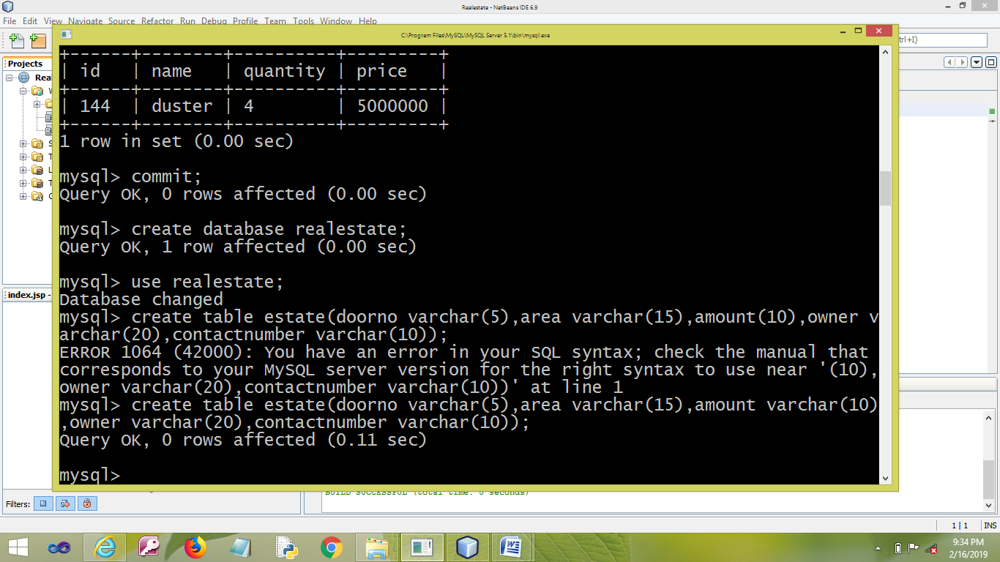 Realestate - NetBeans IDE 6.9
File Edit View Navigate Source Refactor Run Debug Profile Team Tools Window Help
C:\Program Files\MySQL\MySQL Server 5.1\bin\mysql.exe
trl+I)
Projects
+------+--------+----------+---------+
| id   | name   | quantity | price   |
+------+--------+----------+---------+
| 144  | duster | 4        | 5000000 |
+------+--------+----------+---------+
1 row in set (0.00 sec)
mysql> commit;
Query OK, 0 rows affected (0.00 sec)
mysql> create database realestate;
Query OK, 1 row affected (0.00 sec)
mysql> use realestate;
Database changed
mysql> create table estate(doorno varchar(5),area varchar(15),amount(10),owner v
archar(20),contactnumber varchar(10));
ERROR 1064 (42000): You have an error in your SQL syntax; check the manual that
corresponds to your MySQL server version for the right syntax to use near '(10),
owner varchar(20),contactnumber varchar(10))' at line 1
mysql> create table estate(doorno varchar(5),area varchar(15),amount varchar(10)
,owner varchar(20),contactnumber varchar(10));
Query OK, 0 rows affected (0.11 sec)
mysql>
index.jsp -
Filters:
BUILD SUCCESSFUL (total time: 0 seconds)
1 | 1 INS
9:34 PM
2/16/2019